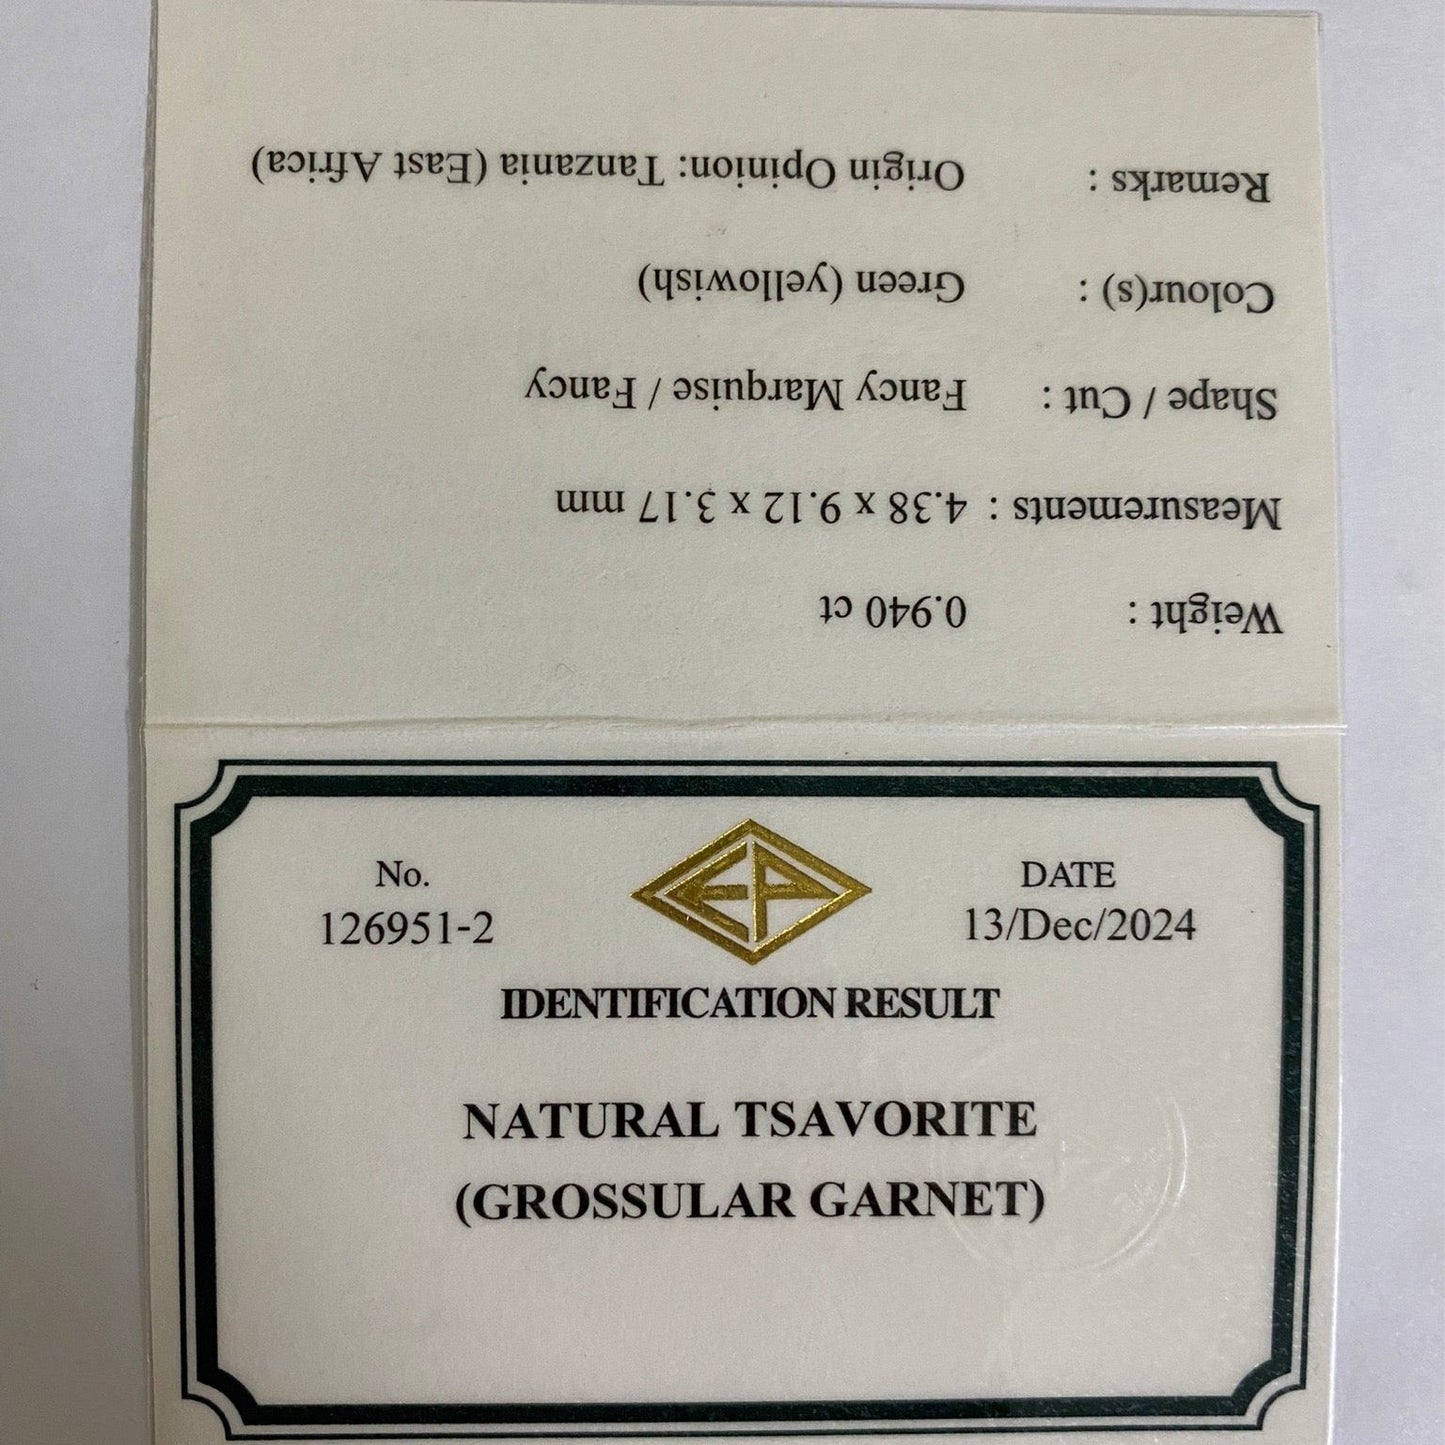 No.
126951-2
EP
DATE
13/Dec/2024
IDENTIFICATION RESULT
NATURAL TSAVORITE
(GROSSULAR GARNET)
Weight : 0.940 ct
Measurements : 4.38 x 9.12 x 3.17 mm
Shape / Cut : Fancy Marquise / Fancy
Colour(s) : Green (yellowish)
Remarks : Origin Opinion: Tanzania (East Africa)